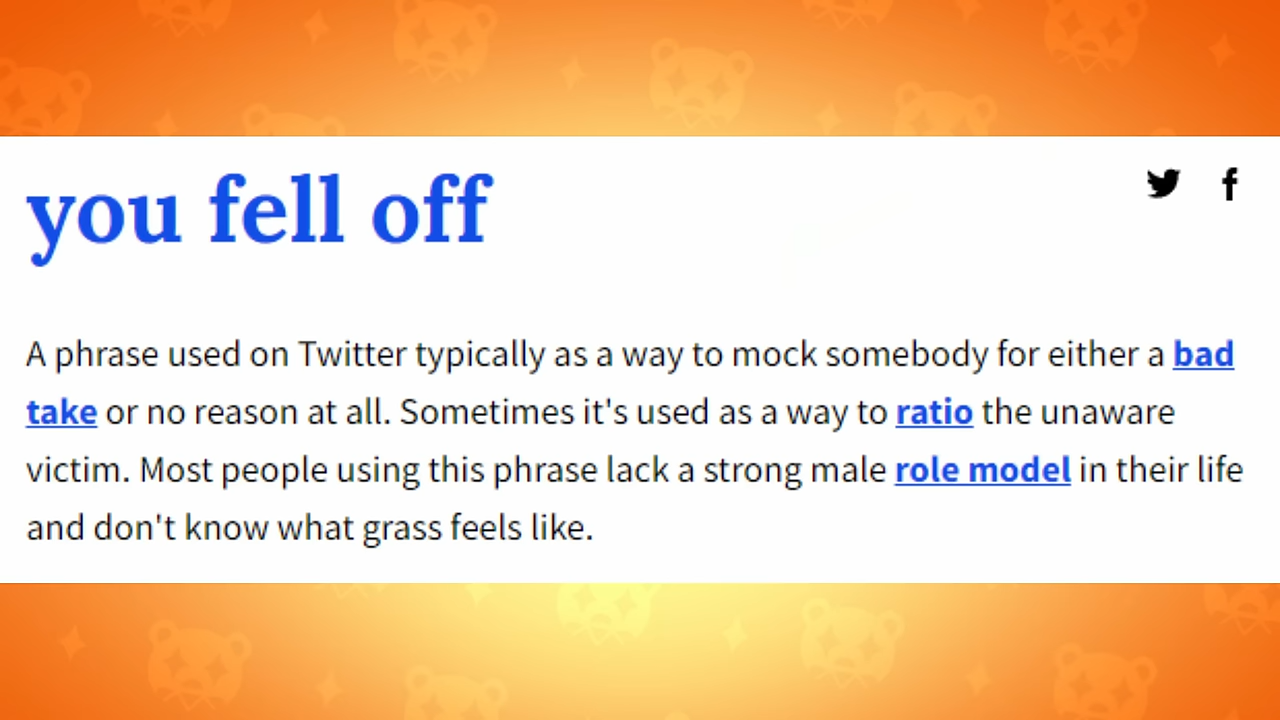 you fell off
A phrase used on Twitter typically as a way to mock somebody for either a bad
take or no reason at all. Sometimes it's used as a way to ratio the unaware
victim. Most people using this phrase lack a strong male role model in their life
and don't know what grass feels like.